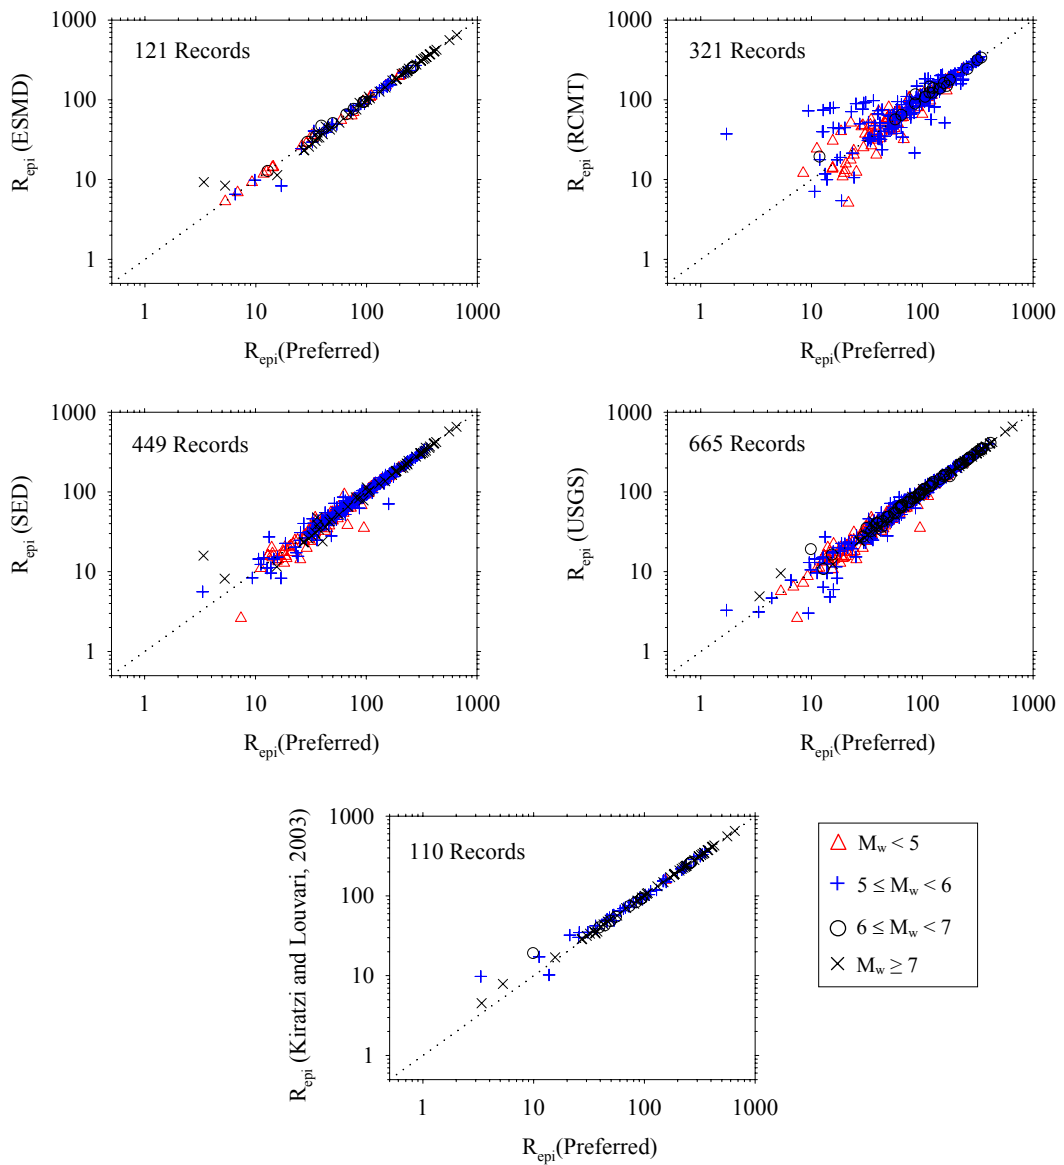 1000
100
10
1
R_epi (ESMD)
121 Records
1 10 100 1000
R_epi(Preferred)
1000
100
10
1
R_epi (RCMT)
321 Records
1 10 100 1000
R_epi(Preferred)
1000
100
10
1
R_epi (SED)
449 Records
1 10 100 1000
R_epi(Preferred)
1000
100
10
1
R_epi (USGS)
665 Records
1 10 100 1000
R_epi(Preferred)
1000
100
10
1
R_epi (Kiratzi and Louvari, 2003)
110 Records
1 10 100 1000
R_epi(Preferred)
M_w < 5
5 ≤ M_w < 6
6 ≤ M_w < 7
M_w ≥ 7